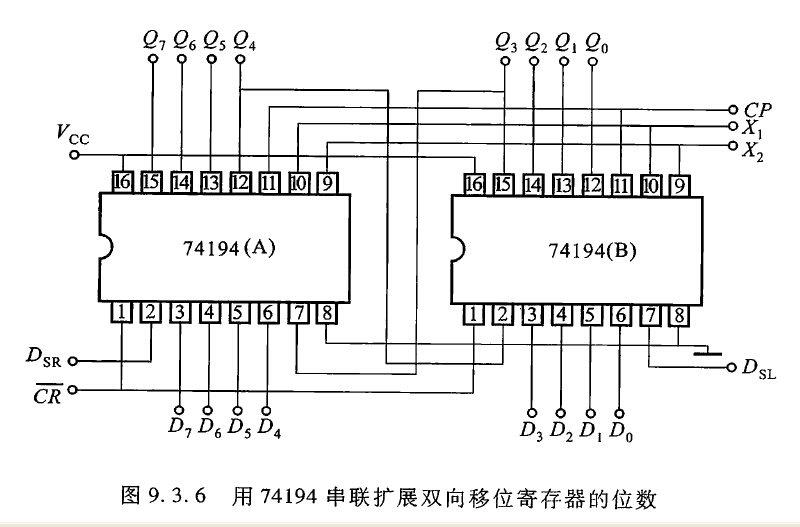 Q7 Q6 Q5 Q4 Q3 Q2 Q1 Q0
CP
X1
VCC
X2
16 15 14 13 12 11 10 9 16 15 14 13 12 11 10 9
74194(A) 74194(B)
1 2 3 4 5 6 7 8 1 2 3 4 5 6 7 8
DSR
DSL
C̅R̅
D7 D6 D5 D4 D3 D2 D1 D0
图 9.3.6 用 74194 串联扩展双向移位寄存器的位数